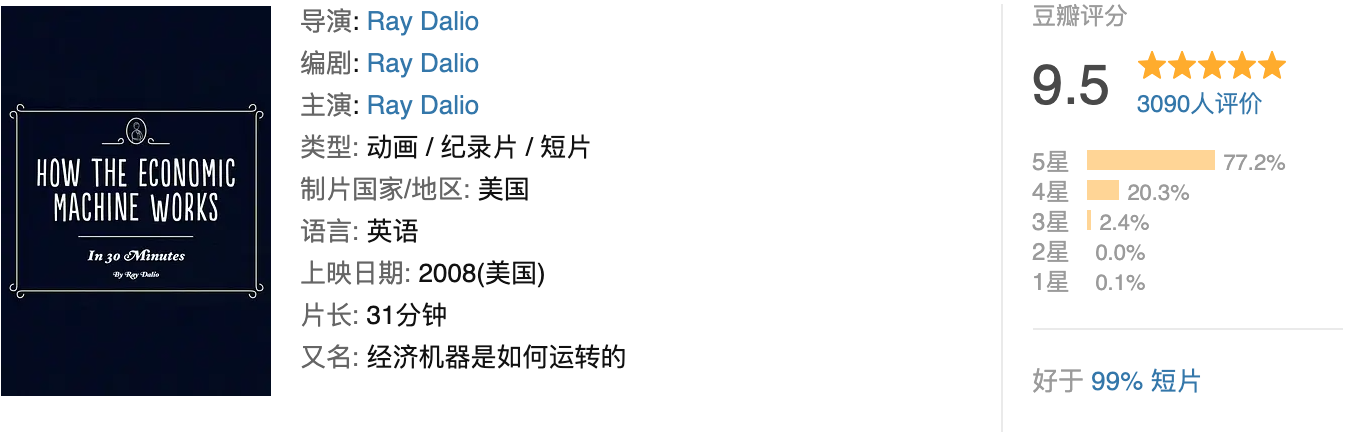 HOW THE ECONOMIC
MACHINE WORKS
In 30 Minutes
By Ray Dalio
导演: Ray Dalio
编剧: Ray Dalio
主演: Ray Dalio
类型: 动画 / 纪录片 / 短片
制片国家/地区: 美国
语言: 英语
上映日期: 2008(美国)
片长: 31分钟
又名: 经济机器是如何运转的
豆瓣评分
9.5
3090人评价
5星 77.2%
4星 20.3%
3星 2.4%
2星 0.0%
1星 0.1%
好于 99% 短片